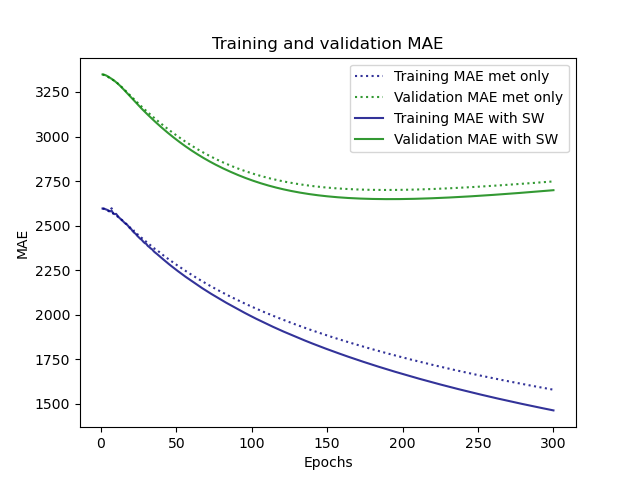 Training and validation MAE
Training MAE met only
Validation MAE met only
Training MAE with SW
Validation MAE with SW
MAE
3250
3000
2750
2500
2250
2000
1750
1500
0 50 100 150 200 250 300
Epochs